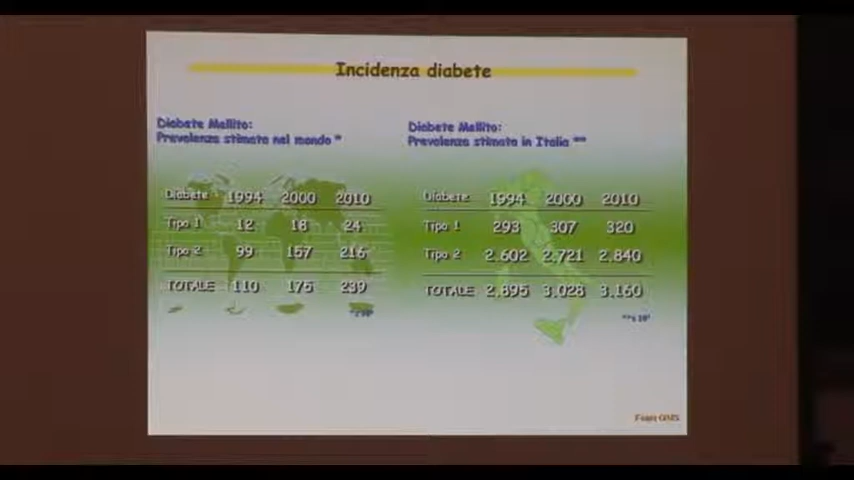 Incidenza diabete
Diabete Mellito:
Prevalenza stimata nel mondo *
Diabete 1994 2000 2010
Tipo 1 12 18 24
Tipo 2 99 157 216
TOTALE 110 175 239
Diabete Mellito:
Prevalenza stimata in Italia **
Diabete 1994 2000 2010
Tipo 1 293 307 320
Tipo 2 2.602 2.721 2.840
TOTALE 2.895 3.028 3.160